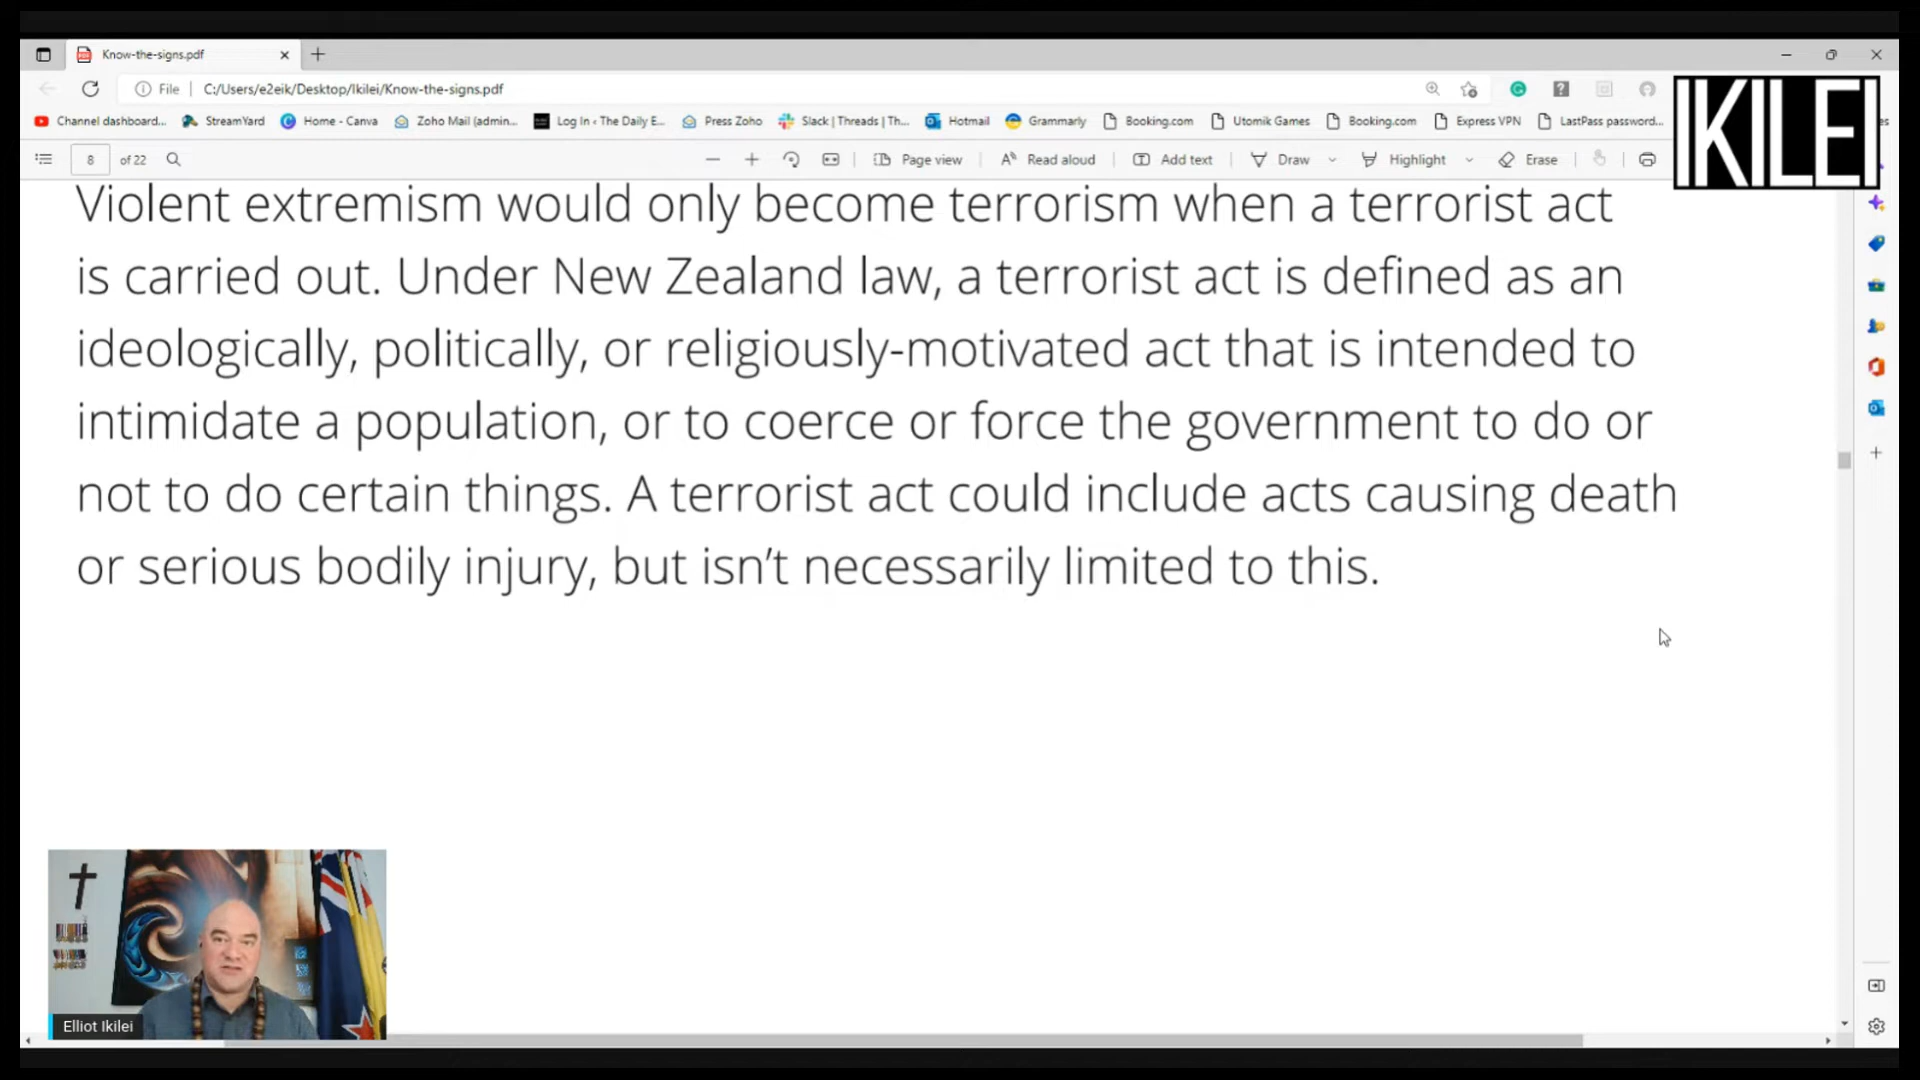 Know-the-signs.pdf
IKILEI
File C:/Users/e2eik/Desktop/Ikilei/Know-the-signs.pdf
Channel dashboard... StreamYard Home - Canva Zoho Mail (admin... Log In ‹ The Daily E... Press Zoho Slack | Threads | Th... Hotmail Grammarly Booking.com Utomik Games Booking.com Express VPN LastPass password...
8 of 22 Page view Read aloud Add text Draw Highlight Erase
Violent extremism would only become terrorism when a terrorist act
is carried out. Under New Zealand law, a terrorist act is defined as an
ideologically, politically, or religiously-motivated act that is intended to
intimidate a population, or to coerce or force the government to do or
not to do certain things. A terrorist act could include acts causing death
or serious bodily injury, but isn’t necessarily limited to this.
Elliot Ikilei